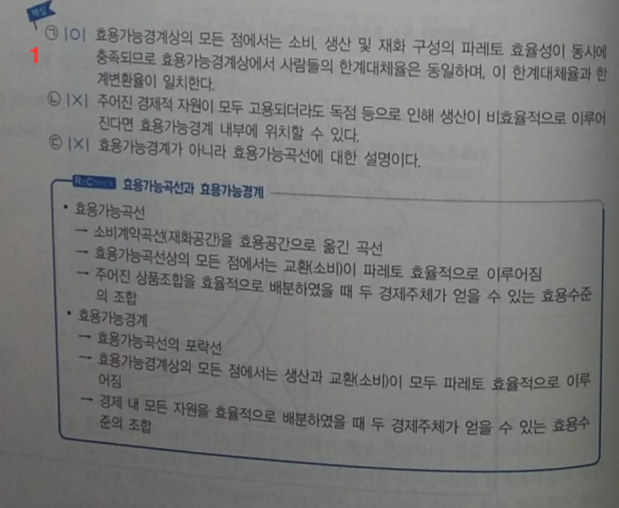 해설
1
㉠ |O| 효용가능경계상의 모든 점에서는 소비, 생산 및 재화 구성의 파레토 효율성이 동시에
충족되므로 효용가능경계상에서 사람들의 한계대체율은 동일하며, 이 한계대체율과 한
계변환율이 일치한다.
㉡ |X| 주어진 경제적 자원이 모두 고용되더라도 독점 등으로 인해 생산이 비효율적으로 이루어
진다면 효용가능경계 내부에 위치할 수 있다.
㉢ |X| 효용가능경계가 아니라 효용가능곡선에 대한 설명이다.
Re-Check 효용가능곡선과 효용가능경계
• 효용가능곡선
→ 소비계약곡선(재화공간)을 효용공간으로 옮긴 곡선
→ 효용가능곡선상의 모든 점에서는 교환(소비)이 파레토 효율적으로 이루어짐
→ 주어진 상품조합을 효율적으로 배분하였을 때 두 경제주체가 얻을 수 있는 효용수준
의 조합
• 효용가능경계
→ 효용가능곡선의 포락선
→ 효용가능경계상의 모든 점에서는 생산과 교환(소비)이 모두 파레토 효율적으로 이루
어짐
→ 경제 내 모든 자원을 효율적으로 배분하였을 때 두 경제주체가 얻을 수 있는 효용수
준의 조합